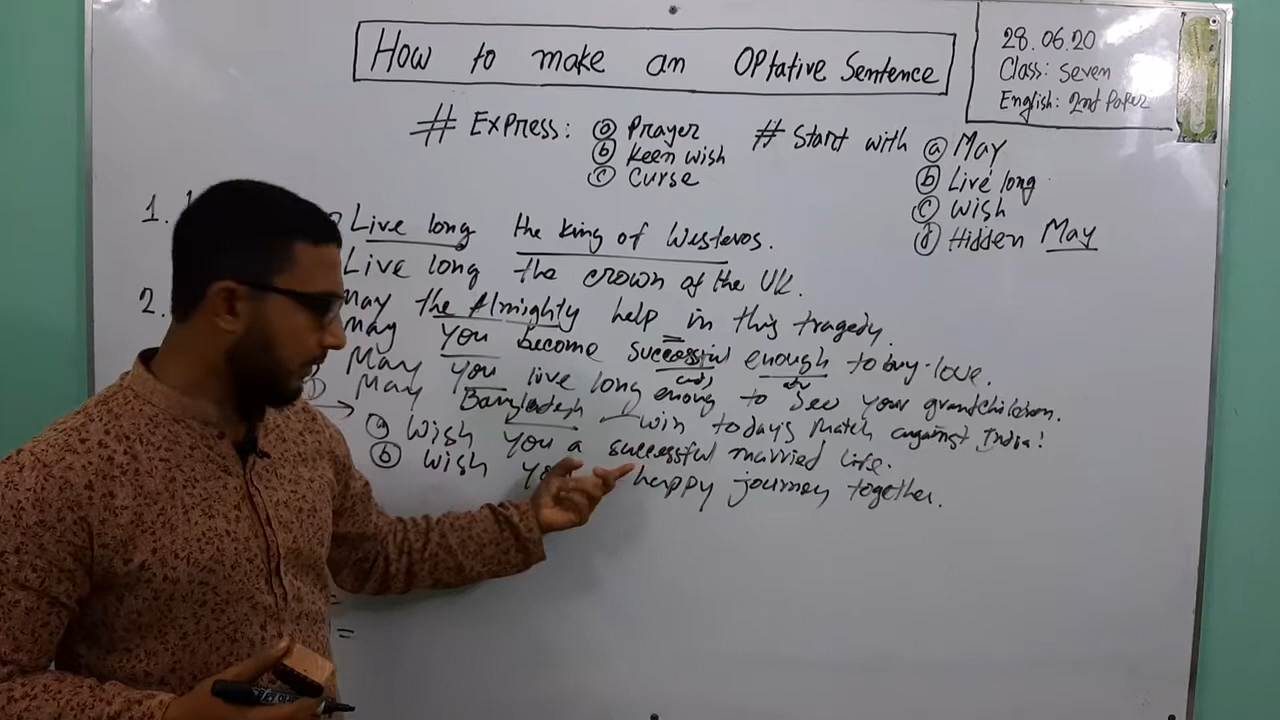 How to make an Optative Sentence
28.06.20
Class: Seven
English: 2nd Paper
# Express: ⓐ Prayer
ⓑ Keen wish
ⓒ Curse
# Start with ⓐ May
ⓑ Live long
ⓒ Wish
ⓓ Hidden May
1. Live long the King of Westeros.
Live long the crown of the UK.
2. May the Almighty help in this tragedy.
May you become successful enough to buy love.
May you live long enoug to see your grandchildren.
May Bangladesh win today's match against India!
ⓐ Wish you a successful married life.
ⓑ Wish happy journey together.